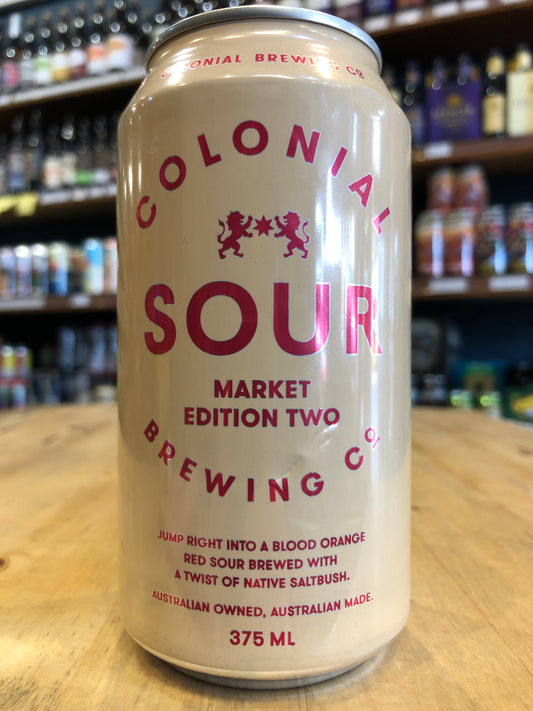 COLONIAL BREWING CO.
COLONIAL
SOUR
MARKET
EDITION TWO
BREWING CO
JUMP RIGHT INTO A BLOOD ORANGE
RED SOUR BREWED WITH
A TWIST OF NATIVE SALTBUSH.
AUSTRALIAN OWNED, AUSTRALIAN MADE.
375 ML